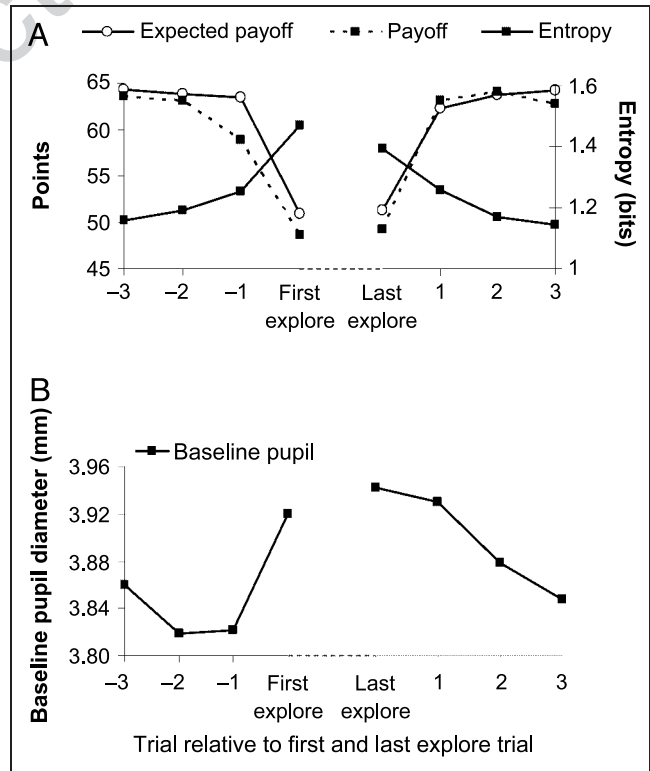 A
Expected payoff Payoff Entropy
65
60
55
50
45
Points
1.6
1.4
1.2
1
Entropy (bits)
–3 –2 –1 First explore Last explore 1 2 3
B
Baseline pupil
3.96
3.92
3.88
3.84
3.80
Baseline pupil diameter (mm)
–3 –2 –1 First explore Last explore 1 2 3
Trial relative to first and last explore trial